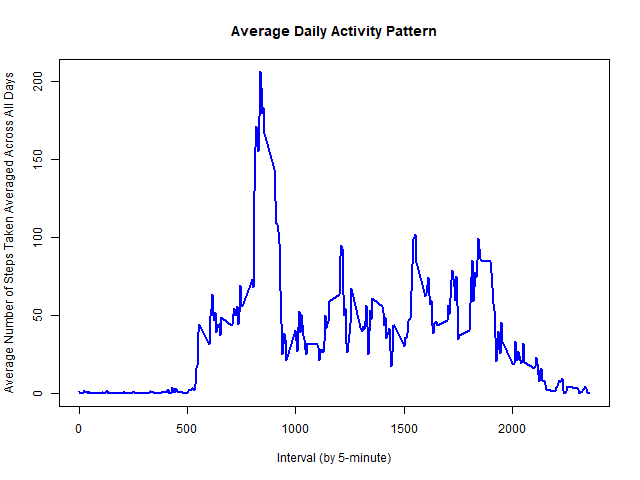 Average Daily Activity Pattern
Average Number of Steps Taken Averaged Across All Days
200
150
100
50
0
0 500 1000 1500 2000
Interval (by 5-minute)